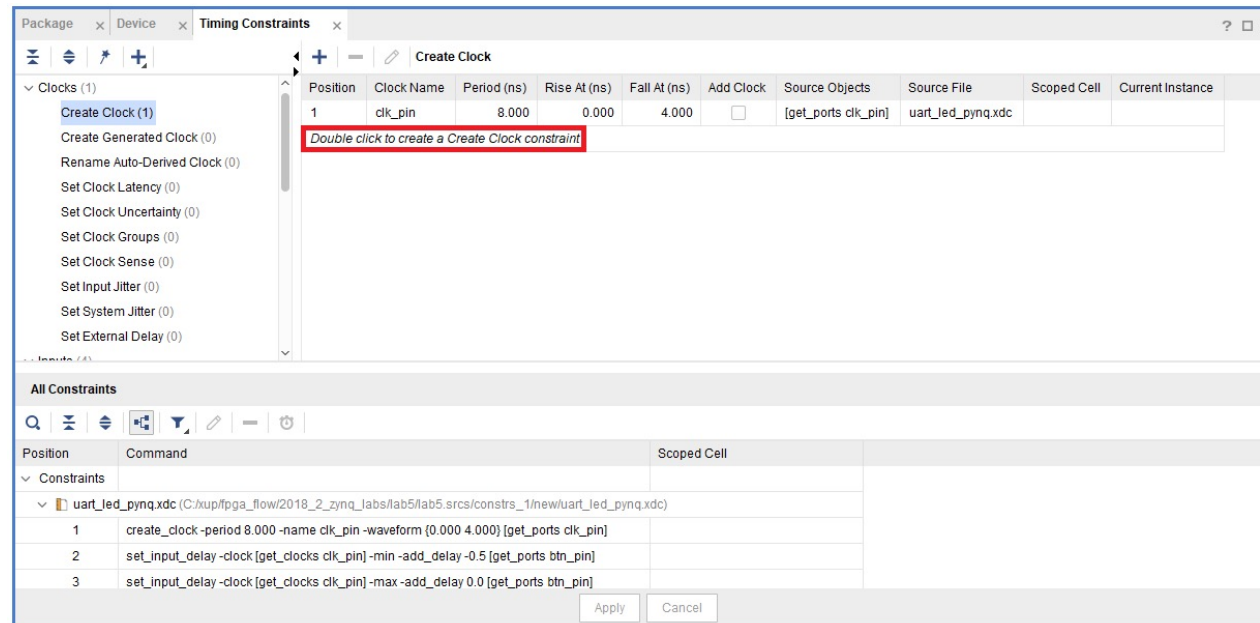 Package Device Timing Constraints
?
Create Clock
Clocks (1)
Create Clock (1)
Create Generated Clock (0)
Rename Auto-Derived Clock (0)
Set Clock Latency (0)
Set Clock Uncertainty (0)
Set Clock Groups (0)
Set Clock Sense (0)
Set Input Jitter (0)
Set System Jitter (0)
Set External Delay (0)
Inputs (4)
Position Clock Name Period (ns) Rise At (ns) Fall At (ns) Add Clock Source Objects Source File Scoped Cell Current Instance
1 clk_pin 8.000 0.000 4.000 [get_ports clk_pin] uart_led_pynq.xdc
Double click to create a Create Clock constraint
All Constraints
Position Command Scoped Cell
Constraints
uart_led_pynq.xdc (C:/xup/fpga_flow/2018_2_zynq_labs/lab5/lab5.srcs/constrs_1/new/uart_led_pynq.xdc)
1 create_clock -period 8.000 -name clk_pin -waveform {0.000 4.000} [get_ports clk_pin]
2 set_input_delay -clock [get_clocks clk_pin] -min -add_delay -0.5 [get_ports btn_pin]
3 set_input_delay -clock [get_clocks clk_pin] -max -add_delay 0.0 [get_ports btn_pin]
Apply Cancel